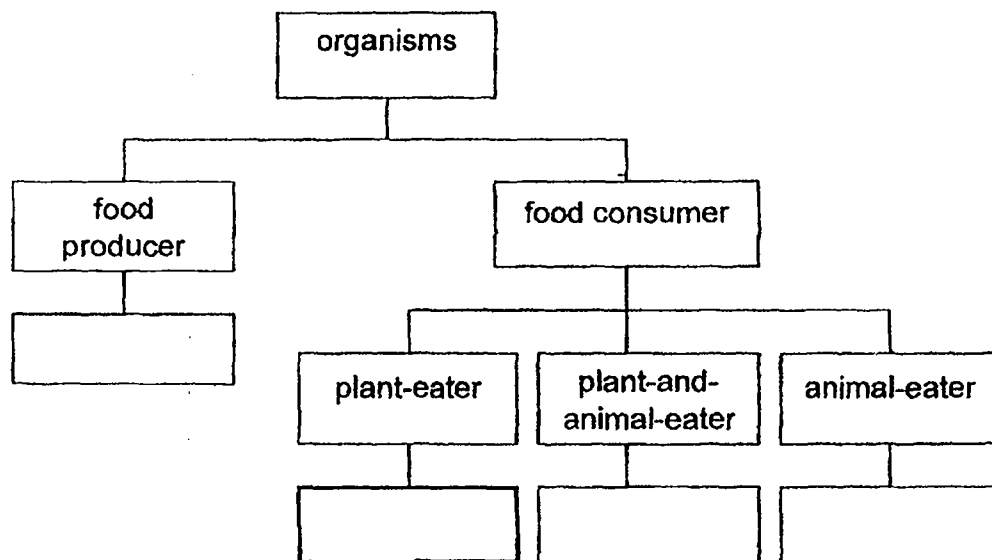 organisms
food
producer
food consumer
plant-eater
plant-and-
animal-eater
animal-eater